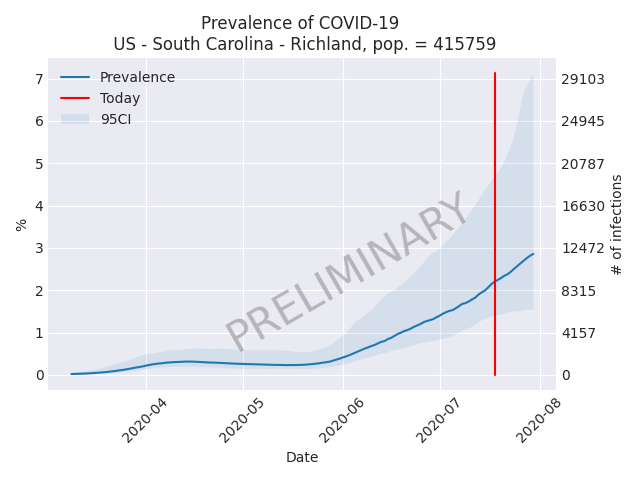 Prevalence of COVID-19
US - South Carolina - Richland, pop. = 415759
Prevalence
Today
95CI
7
6
5
4
3
2
1
0
%
29103
24945
20787
16630
12472
8315
4157
0
# of infections
PRELIMINARY
2020-04
2020-05
2020-06
2020-07
2020-08
Date